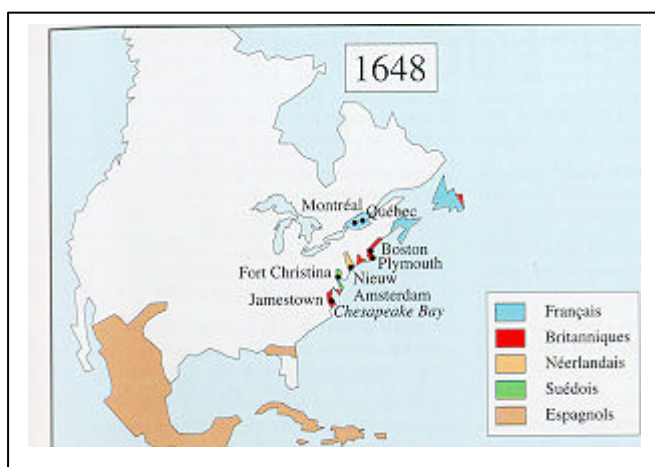 1648
Montréal
Québec
Boston
Plymouth
Fort Christina
Nieuw
Amsterdam
Jamestown
Chesapeake Bay
Français
Britanniques
Néerlandais
Suédois
Espagnols